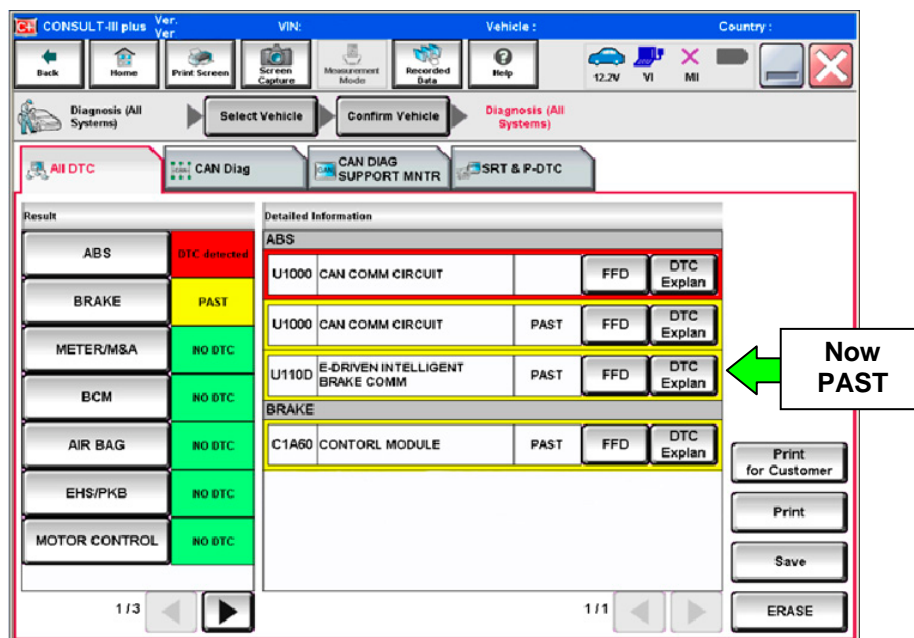 CONSULT-III plus Ver. Ver VIN: Vehicle : Country :
Back Home Print Screen Screen Capture Measurement Mode Recorded Data Help 12.2V VI MI
Diagnosis (All Systems) Select Vehicle Confirm Vehicle Diagnosis (All Systems)
All DTC CAN Diag CAN DIAG SUPPORT MNTR SRT & P-DTC
Result
ABS DTC detected
BRAKE PAST
METER/M&A NO DTC
BCM NO DTC
AIR BAG NO DTC
EHS/PKB NO DTC
MOTOR CONTROL NO DTC
1/3
Detailed Information
ABS
U1000 CAN COMM CIRCUIT FFD DTC Explan
U1000 CAN COMM CIRCUIT PAST FFD DTC Explan
U110D E-DRIVEN INTELLIGENT BRAKE COMM PAST FFD DTC Explan
BRAKE
C1A60 CONTORL MODULE PAST FFD DTC Explan
1/1
Now
PAST
Print
for Customer
Print
Save
ERASE